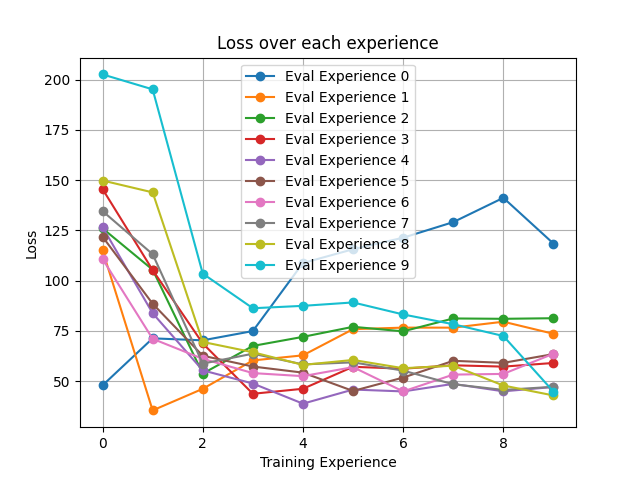 Loss over each experience
Loss
200
175
150
125
100
75
50
Eval Experience 0
Eval Experience 1
Eval Experience 2
Eval Experience 3
Eval Experience 4
Eval Experience 5
Eval Experience 6
Eval Experience 7
Eval Experience 8
Eval Experience 9
0 2 4 6 8
Training Experience